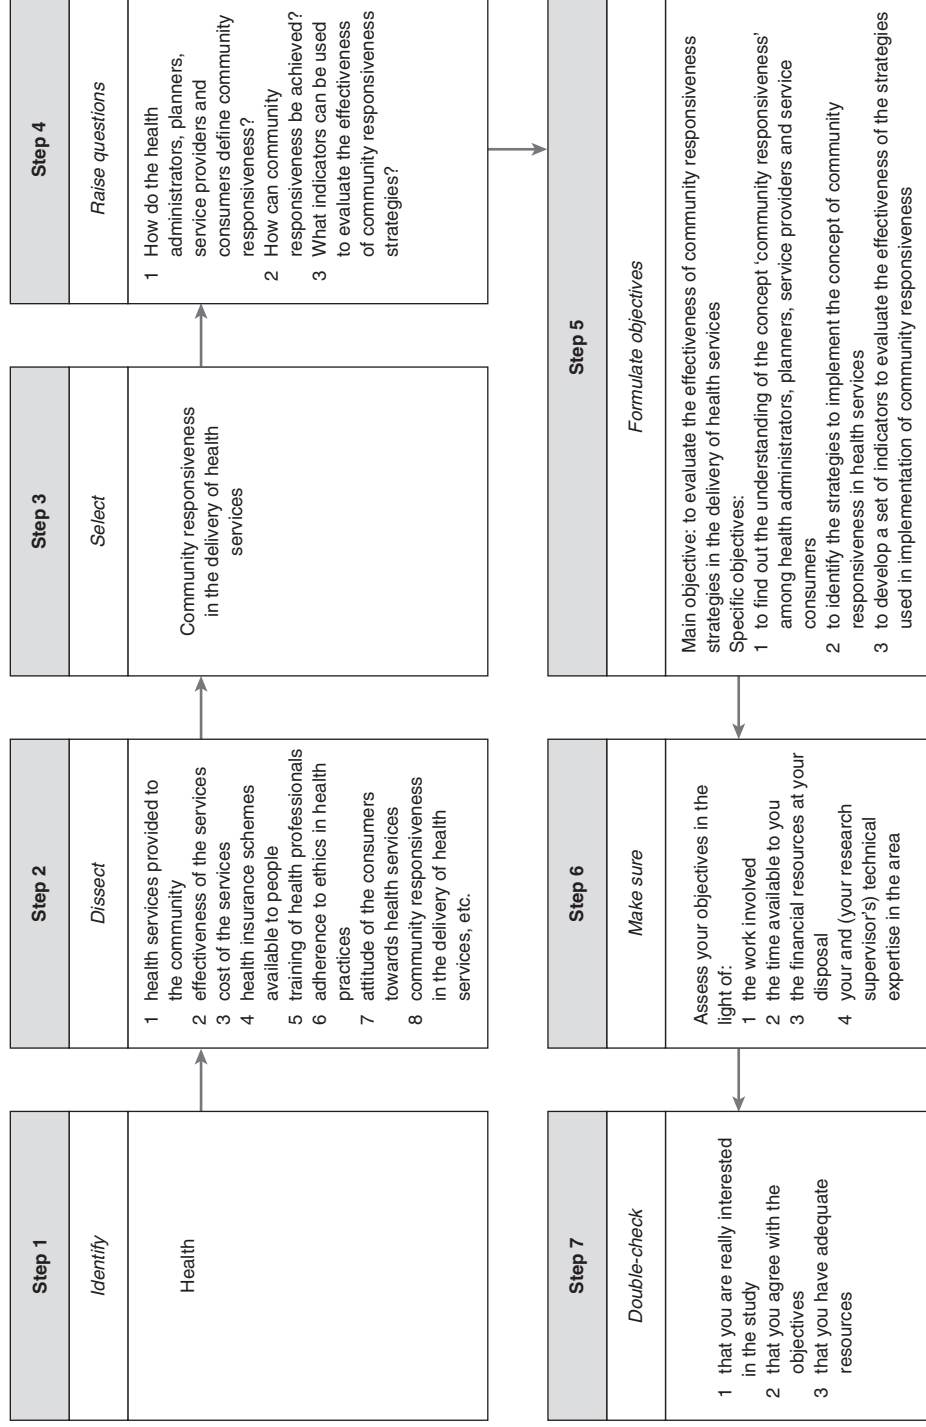 Step 1
Identify
Health
Step 2
Dissect
1 health services provided to
the community
2 effectiveness of the services
3 cost of the services
4 health insurance schemes
available to people
5 training of health professionals
6 adherence to ethics in health
practices
7 attitude of the consumers
towards health services
8 community responsiveness
in the delivery of health
services, etc.
Step 3
Select
Community responsiveness
in the delivery of health
services
Step 4
Raise questions
1 How do the health
administrators, planners,
service providers and
consumers define community
responsiveness?
2 How can community
responsiveness be achieved?
3 What indicators can be used
to evaluate the effectiveness
of community responsiveness
strategies?
Step 5
Formulate objectives
Main objective: to evaluate the effectiveness of community responsiveness
strategies in the delivery of health services
Specific objectives:
1 to find out the understanding of the concept ‘community responsiveness’
among health administrators, planners, service providers and service
consumers
2 to identify the strategies to implement the concept of community
responsiveness in health services
3 to develop a set of indicators to evaluate the effectiveness of the strategies
used in implementation of community responsiveness
Step 6
Make sure
Assess your objectives in the
light of:
1 the work involved
2 the time available to you
3 the financial resources at your
disposal
4 your and (your research
supervisor’s) technical
expertise in the area
Step 7
Double-check
1 that you are really interested
in the study
2 that you agree with the
objectives
3 that you have adequate
resources